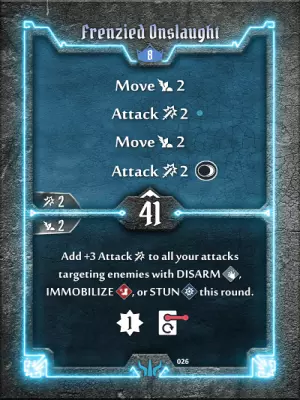 Frenzied Onslaught
8
Move 2
Attack 2
Move 2
Attack 2
2
41
2
Add +3 Attack to all your attacks
targeting enemies with DISARM,
IMMOBILIZE, or STUN this round.
1
026